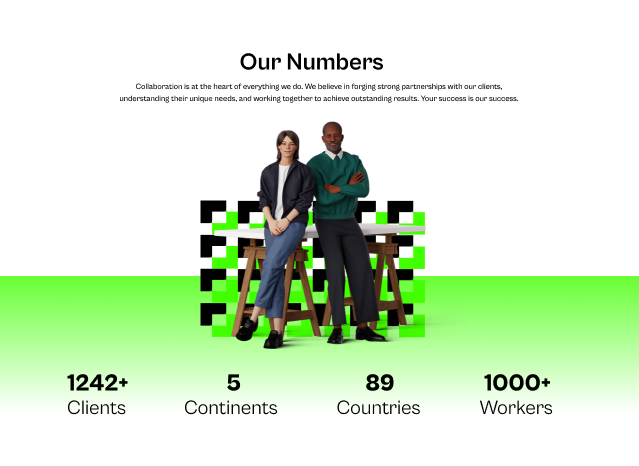 Our Numbers
Collaboration is at the heart of everything we do. We believe in forging strong partnerships with our clients,
understanding their unique needs, and working together to achieve outstanding results. Your success is our success.
1242+ 5 89 1000+
Clients Continents Countries Workers